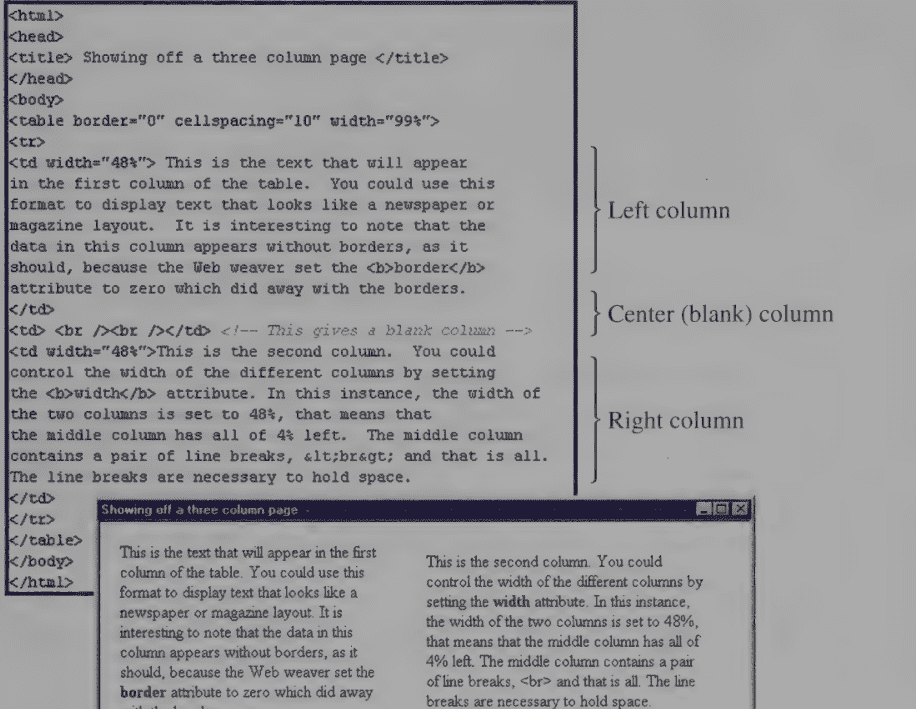 <html>
<head>
<title> Showing off a three column page </title>
</head>
<body>
<table border="0" cellspacing="10" width="99%">
<tr>
<td width="48%"> This is the text that will appear
in the first column of the table.  You could use this
format to display text that looks like a newspaper or
magazine layout.  It is interesting to note that the
data in this column appears without borders, as it
should, because the Web weaver set the <b>border</b>
attribute to zero which did away with the borders.
</td>
<td> <br /><br /></td> <!-- This gives a blank column -->
<td width="48%">This is the second column.  You could
control the width of the different columns by setting
the <b>width</b> attribute. In this instance, the width of
the two columns is set to 48%, that means that
the middle column has all of 4% left.  The middle column
contains a pair of line breaks, &lt;br&gt; and that is all.
The line breaks are necessary to hold space.
</td>
</tr>
</table>
</body>
</html>
Left column
Center (blank) column
Right column
Showing off a three column page
This is the text that will appear in the first
column of the table. You could use this
format to display text that looks like a
newspaper or magazine layout. It is
interesting to note that the data in this
column appears without borders, as it
should, because the Web weaver set the
border attribute to zero which did away
This is the second column. You could
control the width of the different columns by
setting the width attribute. In this instance,
the width of the two columns is set to 48%,
that means that the middle column has all of
4% left. The middle column contains a pair
of line breaks, <br> and that is all. The line
breaks are necessary to hold space.